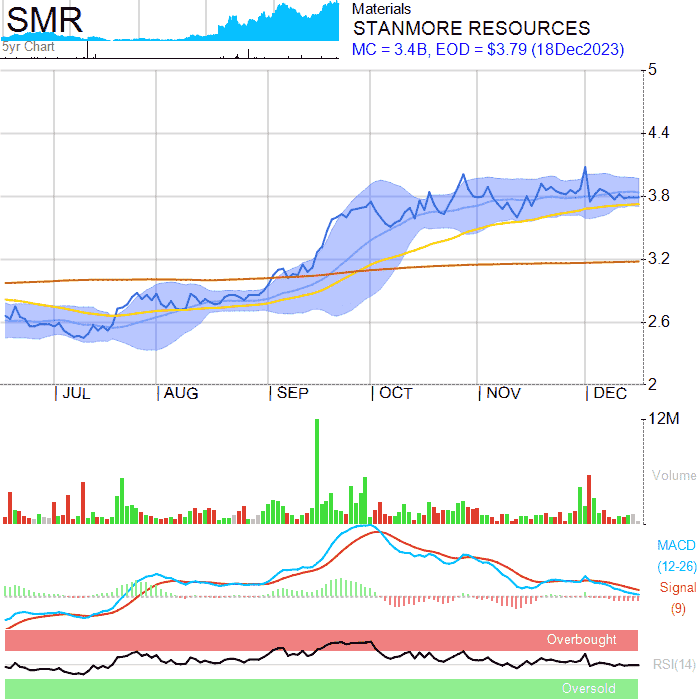 SMR
5yr Chart
Materials
STANMORE RESOURCES
MC = 3.4B, EOD = $3.79 (18Dec2023)
5
4.4
3.8
3.2
2.6
2
JUL AUG SEP OCT NOV DEC
12M
Volume
MACD
(12-26)
Signal
(9)
Overbought
RSI(14)
Oversold